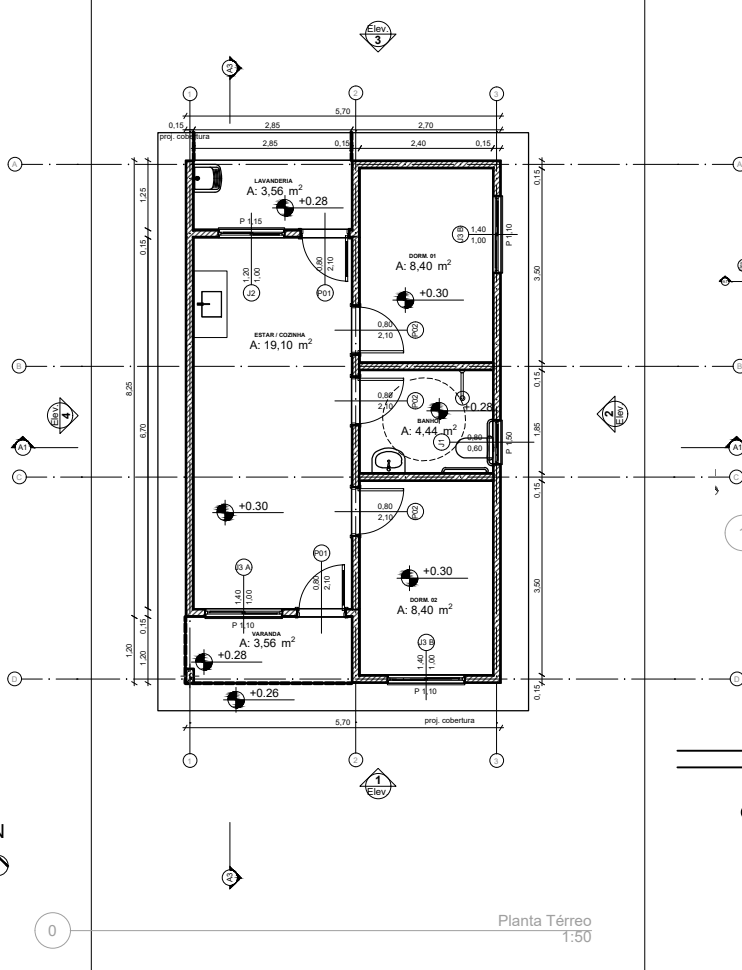 Elev.
3
A3
1
2
3
5,70
0,15
2,85
2,70
proj. cobertura
2,85
0,15
2,40
0,15
A
A
LAVANDERIA
A: 3,56 m²
+0.28
1,25
0,15
P 1,15
0,15
J3 B
1,40
1,00
P 1,10
DORM. 01
A: 8,40 m²
1,20
1,00
0,80
2,10
J2
P01
+0.30
3,50
0,80
2,10
P02
ESTAR / COZINHA
A: 19,10 m²
B
B
8,25
6,70
0,15
0,80
2,10
P02
+0.28
BANHO
A: 4,44 m²
1,85
Elev.
4
2
Elev.
A1
A1
J1
0,80
0,60
P 1,50
C
C
0,15
+0.30
0,80
2,10
P02
P01
J3 A
1,40
1,00
0,80
2,10
+0.30
3,50
DORM. 02
A: 8,40 m²
P 1,10
VARANDA
A: 3,56 m²
0,15
1,20
1,20
+0.28
J3 B
1,40
1,00
P 1,10
D
D
+0.26
0,15
5,70
proj. cobertura
1
2
3
1
Elev.
N
A3
0
Planta Térreo
1:50